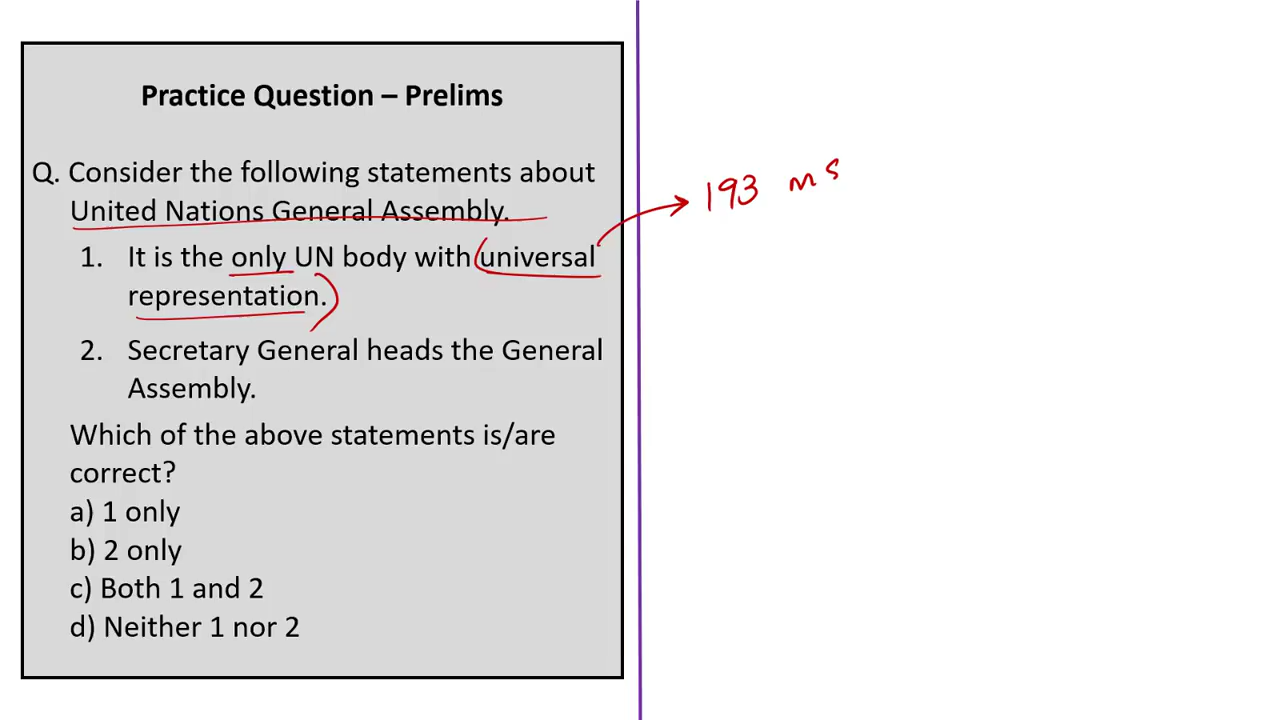 Practice Question – Prelims
Q. Consider the following statements about
United Nations General Assembly.
1. It is the only UN body with universal
representation.
2. Secretary General heads the General
Assembly.
Which of the above statements is/are
correct?
a) 1 only
b) 2 only
c) Both 1 and 2
d) Neither 1 nor 2
193 ms